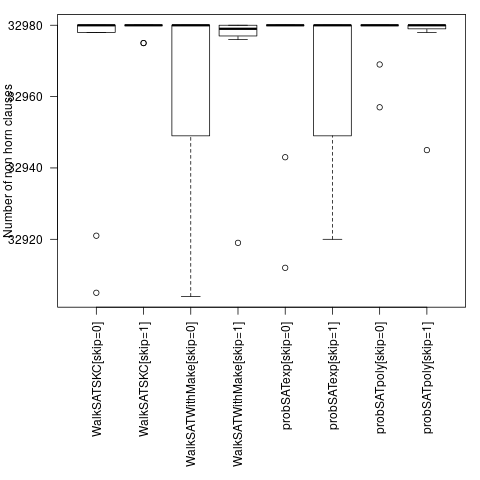 Number of non horn clauses
32980
32960
32940
32920
WalkSATSKC[skip=0]
WalkSATSKC[skip=1]
WalkSATWithMake[skip=0]
WalkSATWithMake[skip=1]
probSATexp[skip=0]
probSATexp[skip=1]
probSATpoly[skip=0]
probSATpoly[skip=1]